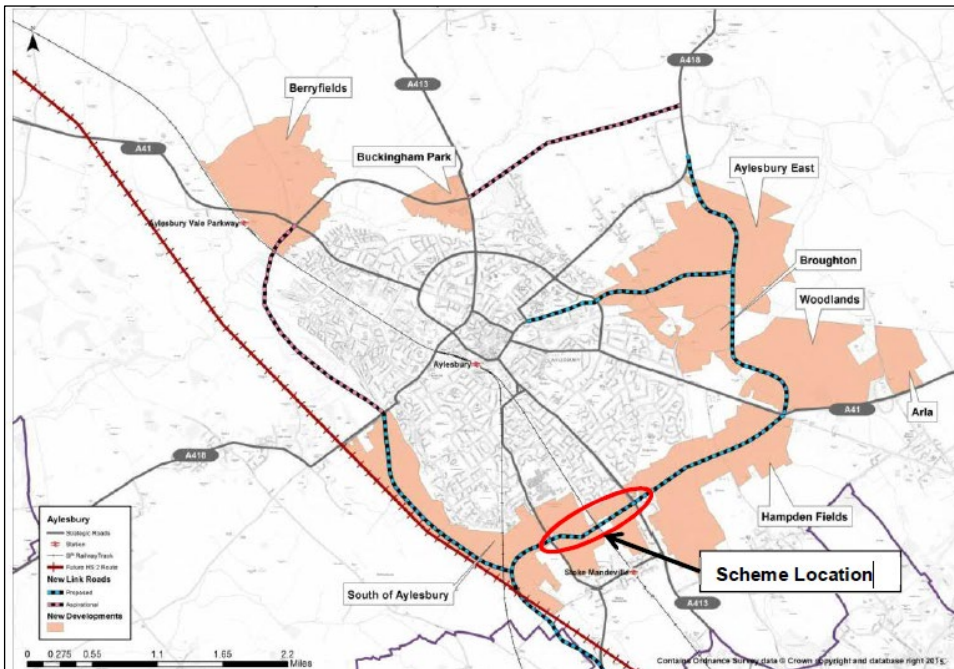 A418
A413
Berryfields
A41
Buckingham Park
Aylesbury East
Aylesbury Vale Parkway
Broughton
Woodlands
Aylesbury
Arla
A41
A418
Hampden Fields
Stoke Mandeville
Scheme Location
South of Aylesbury
A413
Aylesbury
Strategic Roads
Station
Railway Track
Future HS 2 Route
New Link Roads
Proposed
Aspirational
New Developments
0 0.275 0.55 1.1 1.65 2.2
Miles
Contains Ordnance Survey data © Crown copyright and database right